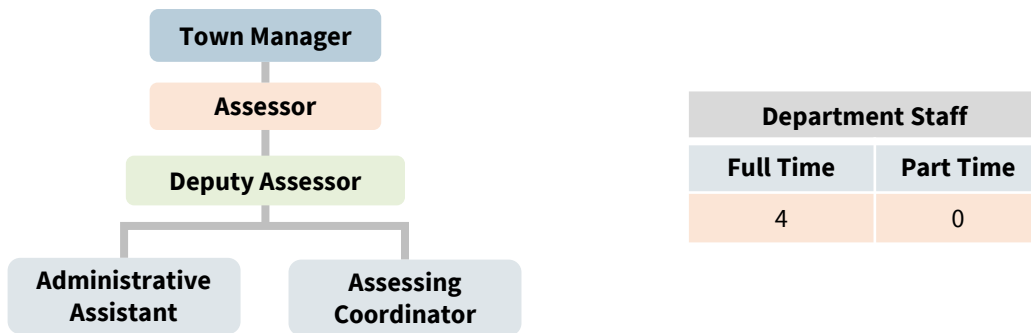 Town Manager
Assessor
Deputy Assessor
Administrative
Assistant
Assessing
Coordinator
Department Staff
Full Time Part Time
4 0